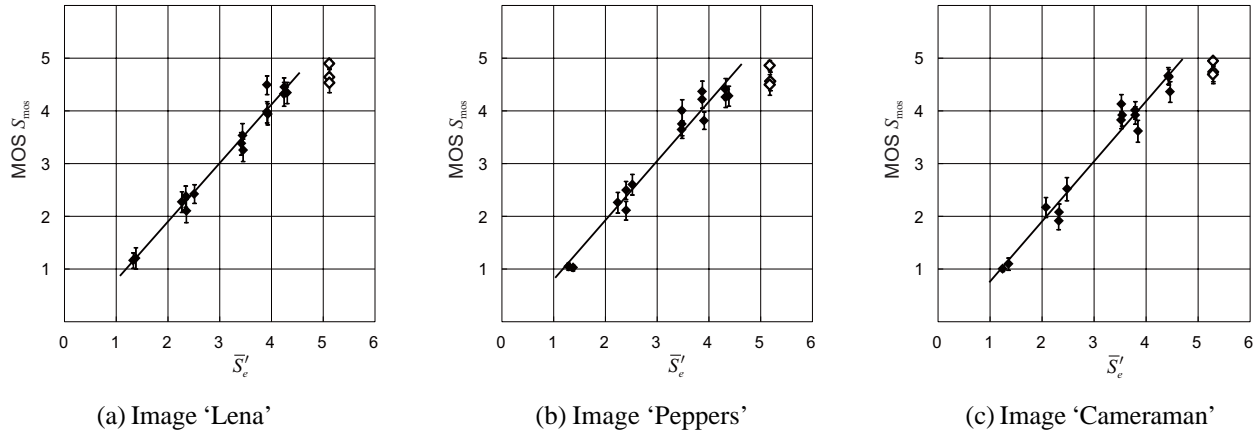 MOS S_mos
5
4
3
2
1
0 1 2 3 4 5 6
S̅′_e
(a) Image ‘Lena’
MOS S_mos
5
4
3
2
1
0 1 2 3 4 5 6
S̅′_e
(b) Image ‘Peppers’
MOS S_mos
5
4
3
2
1
0 1 2 3 4 5 6
S̅′_e
(c) Image ‘Cameraman’